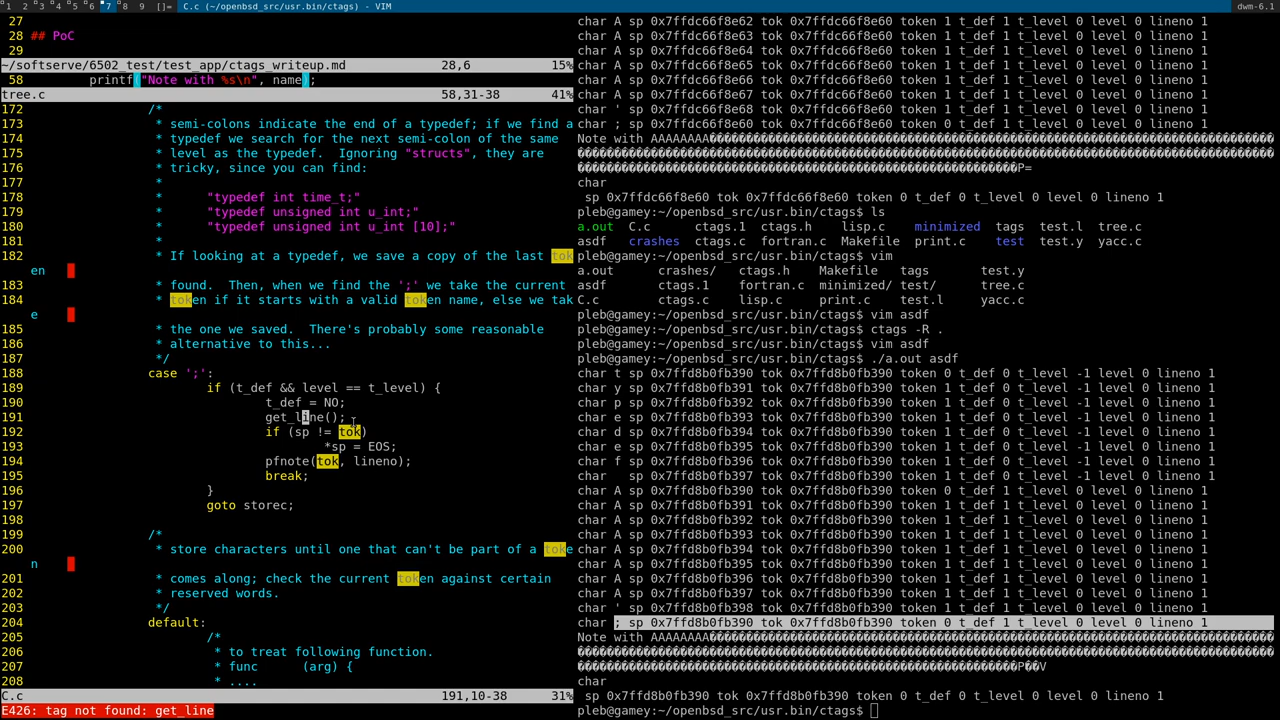 1 2 3 4 5 6 7 8 9 []= C.c (~/openbsd_src/usr.bin/ctags) - VIM dwm-6.1
27
28 ## PoC
29
~/softserve/6502_test/test_app/ctags_writeup.md 28,6 15%
58 printf("Note with %s\n", name);
tree.c 58,31-38 41%
172 /*
173 * semi-colons indicate the end of a typedef; if we find a
174 * typedef we search for the next semi-colon of the same
175 * level as the typedef. Ignoring "structs", they are
176 * tricky, since you can find:
177 *
178 * "typedef int time_t;"
179 * "typedef unsigned int u_int;"
180 * "typedef unsigned int u_int [10];"
181 *
182 * If looking at a typedef, we save a copy of the last tok
en
183 * found. Then, when we find the ';' we take the current
184 * token if it starts with a valid token name, else we tak
e
185 * the one we saved. There's probably some reasonable
186 * alternative to this...
187 */
188 case ';':
189 if (t_def && level == t_level) {
190 t_def = NO;
191 get_line();
192 if (sp != tok)
193 *sp = EOS;
194 pfnote(tok, lineno);
195 break;
196 }
197 goto storec;
198
199 /*
200 * store characters until one that can't be part of a toke
n
201 * comes along; check the current token against certain
202 * reserved words.
203 */
204 default:
205 /*
206 * to treat following function.
207 * func (arg) {
208 * ....
C.c 191,10-38 31%
E426: tag not found: get_line
char A sp 0x7ffdc66f8e62 tok 0x7ffdc66f8e60 token 1 t_def 1 t_level 0 level 0 lineno 1
char A sp 0x7ffdc66f8e63 tok 0x7ffdc66f8e60 token 1 t_def 1 t_level 0 level 0 lineno 1
char A sp 0x7ffdc66f8e64 tok 0x7ffdc66f8e60 token 1 t_def 1 t_level 0 level 0 lineno 1
char A sp 0x7ffdc66f8e65 tok 0x7ffdc66f8e60 token 1 t_def 1 t_level 0 level 0 lineno 1
char A sp 0x7ffdc66f8e66 tok 0x7ffdc66f8e60 token 1 t_def 1 t_level 0 level 0 lineno 1
char A sp 0x7ffdc66f8e67 tok 0x7ffdc66f8e60 token 1 t_def 1 t_level 0 level 0 lineno 1
char ' sp 0x7ffdc66f8e68 tok 0x7ffdc66f8e60 token 1 t_def 1 t_level 0 level 0 lineno 1
char ; sp 0x7ffdc66f8e60 tok 0x7ffdc66f8e60 token 0 t_def 1 t_level 0 level 0 lineno 1
Note with AAAAAAAA
P=
char
sp 0x7ffdc66f8e60 tok 0x7ffdc66f8e60 token 0 t_def 0 t_level 0 level 0 lineno 1
pleb@gamey:~/openbsd_src/usr.bin/ctags$ ls
a.out C.c ctags.1 ctags.h lisp.c minimized tags test.l tree.c
asdf crashes ctags.c fortran.c Makefile print.c test test.y yacc.c
pleb@gamey:~/openbsd_src/usr.bin/ctags$ vim
a.out crashes/ ctags.h Makefile tags test.y
asdf ctags.1 fortran.c minimized/ test/ tree.c
C.c ctags.c lisp.c print.c test.l yacc.c
pleb@gamey:~/openbsd_src/usr.bin/ctags$ vim asdf
pleb@gamey:~/openbsd_src/usr.bin/ctags$ ctags -R .
pleb@gamey:~/openbsd_src/usr.bin/ctags$ vim asdf
pleb@gamey:~/openbsd_src/usr.bin/ctags$ ./a.out asdf
char t sp 0x7ffd8b0fb390 tok 0x7ffd8b0fb390 token 0 t_def 0 t_level -1 level 0 lineno 1
char y sp 0x7ffd8b0fb391 tok 0x7ffd8b0fb390 token 1 t_def 0 t_level -1 level 0 lineno 1
char p sp 0x7ffd8b0fb392 tok 0x7ffd8b0fb390 token 1 t_def 0 t_level -1 level 0 lineno 1
char e sp 0x7ffd8b0fb393 tok 0x7ffd8b0fb390 token 1 t_def 0 t_level -1 level 0 lineno 1
char d sp 0x7ffd8b0fb394 tok 0x7ffd8b0fb390 token 1 t_def 0 t_level -1 level 0 lineno 1
char e sp 0x7ffd8b0fb395 tok 0x7ffd8b0fb390 token 1 t_def 0 t_level -1 level 0 lineno 1
char f sp 0x7ffd8b0fb396 tok 0x7ffd8b0fb390 token 1 t_def 0 t_level -1 level 0 lineno 1
char A sp 0x7ffd8b0fb390 tok 0x7ffd8b0fb390 token 0 t_def 1 t_level 0 level 0 lineno 1
char A sp 0x7ffd8b0fb391 tok 0x7ffd8b0fb390 token 1 t_def 1 t_level 0 level 0 lineno 1
char A sp 0x7ffd8b0fb392 tok 0x7ffd8b0fb390 token 1 t_def 1 t_level 0 level 0 lineno 1
char A sp 0x7ffd8b0fb393 tok 0x7ffd8b0fb390 token 1 t_def 1 t_level 0 level 0 lineno 1
char A sp 0x7ffd8b0fb394 tok 0x7ffd8b0fb390 token 1 t_def 1 t_level 0 level 0 lineno 1
char A sp 0x7ffd8b0fb395 tok 0x7ffd8b0fb390 token 1 t_def 1 t_level 0 level 0 lineno 1
char A sp 0x7ffd8b0fb396 tok 0x7ffd8b0fb390 token 1 t_def 1 t_level 0 level 0 lineno 1
char A sp 0x7ffd8b0fb397 tok 0x7ffd8b0fb390 token 1 t_def 1 t_level 0 level 0 lineno 1
char ' sp 0x7ffd8b0fb398 tok 0x7ffd8b0fb390 token 1 t_def 1 t_level 0 level 0 lineno 1
char ; sp 0x7ffd8b0fb390 tok 0x7ffd8b0fb390 token 0 t_def 1 t_level 0 level 0 lineno 1
Note with AAAAAAAA
P��V
char
sp 0x7ffd8b0fb390 tok 0x7ffd8b0fb390 token 0 t_def 0 t_level 0 level 0 lineno 1
pleb@gamey:~/openbsd_src/usr.bin/ctags$